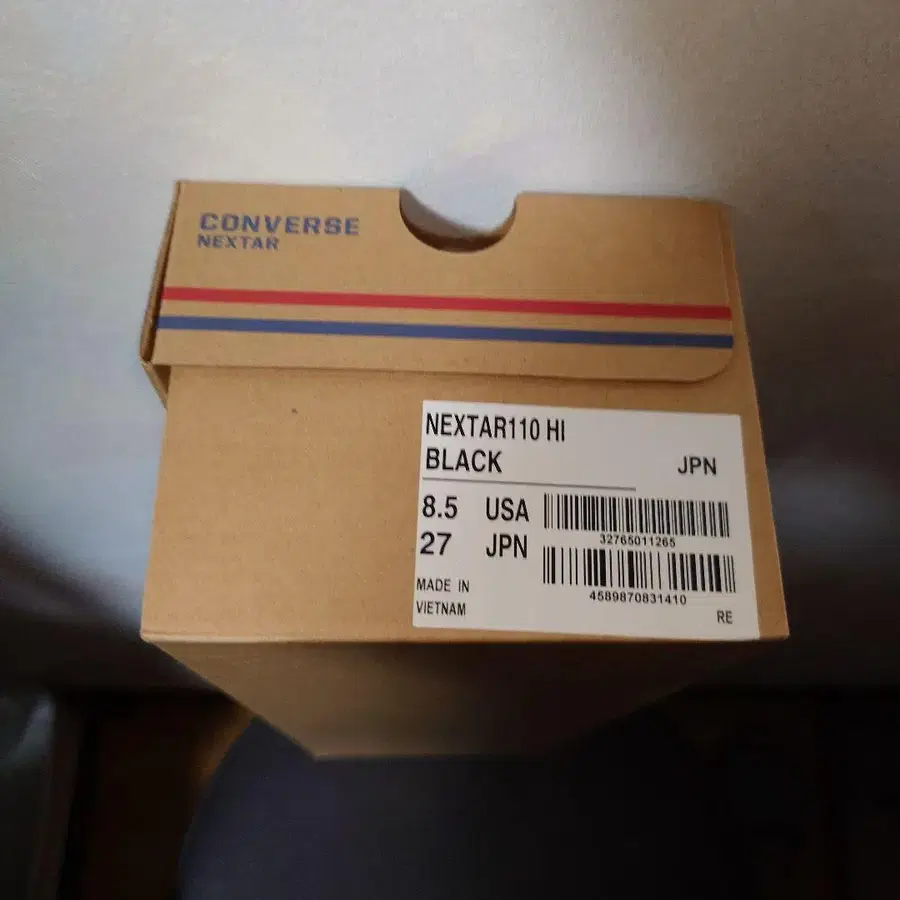 CONVERSE
NEXTAR
NEXTAR110 HI
BLACK JPN
8.5 USA
32765011265
27 JPN
4589870831410
MADE IN
VIETNAM
RE